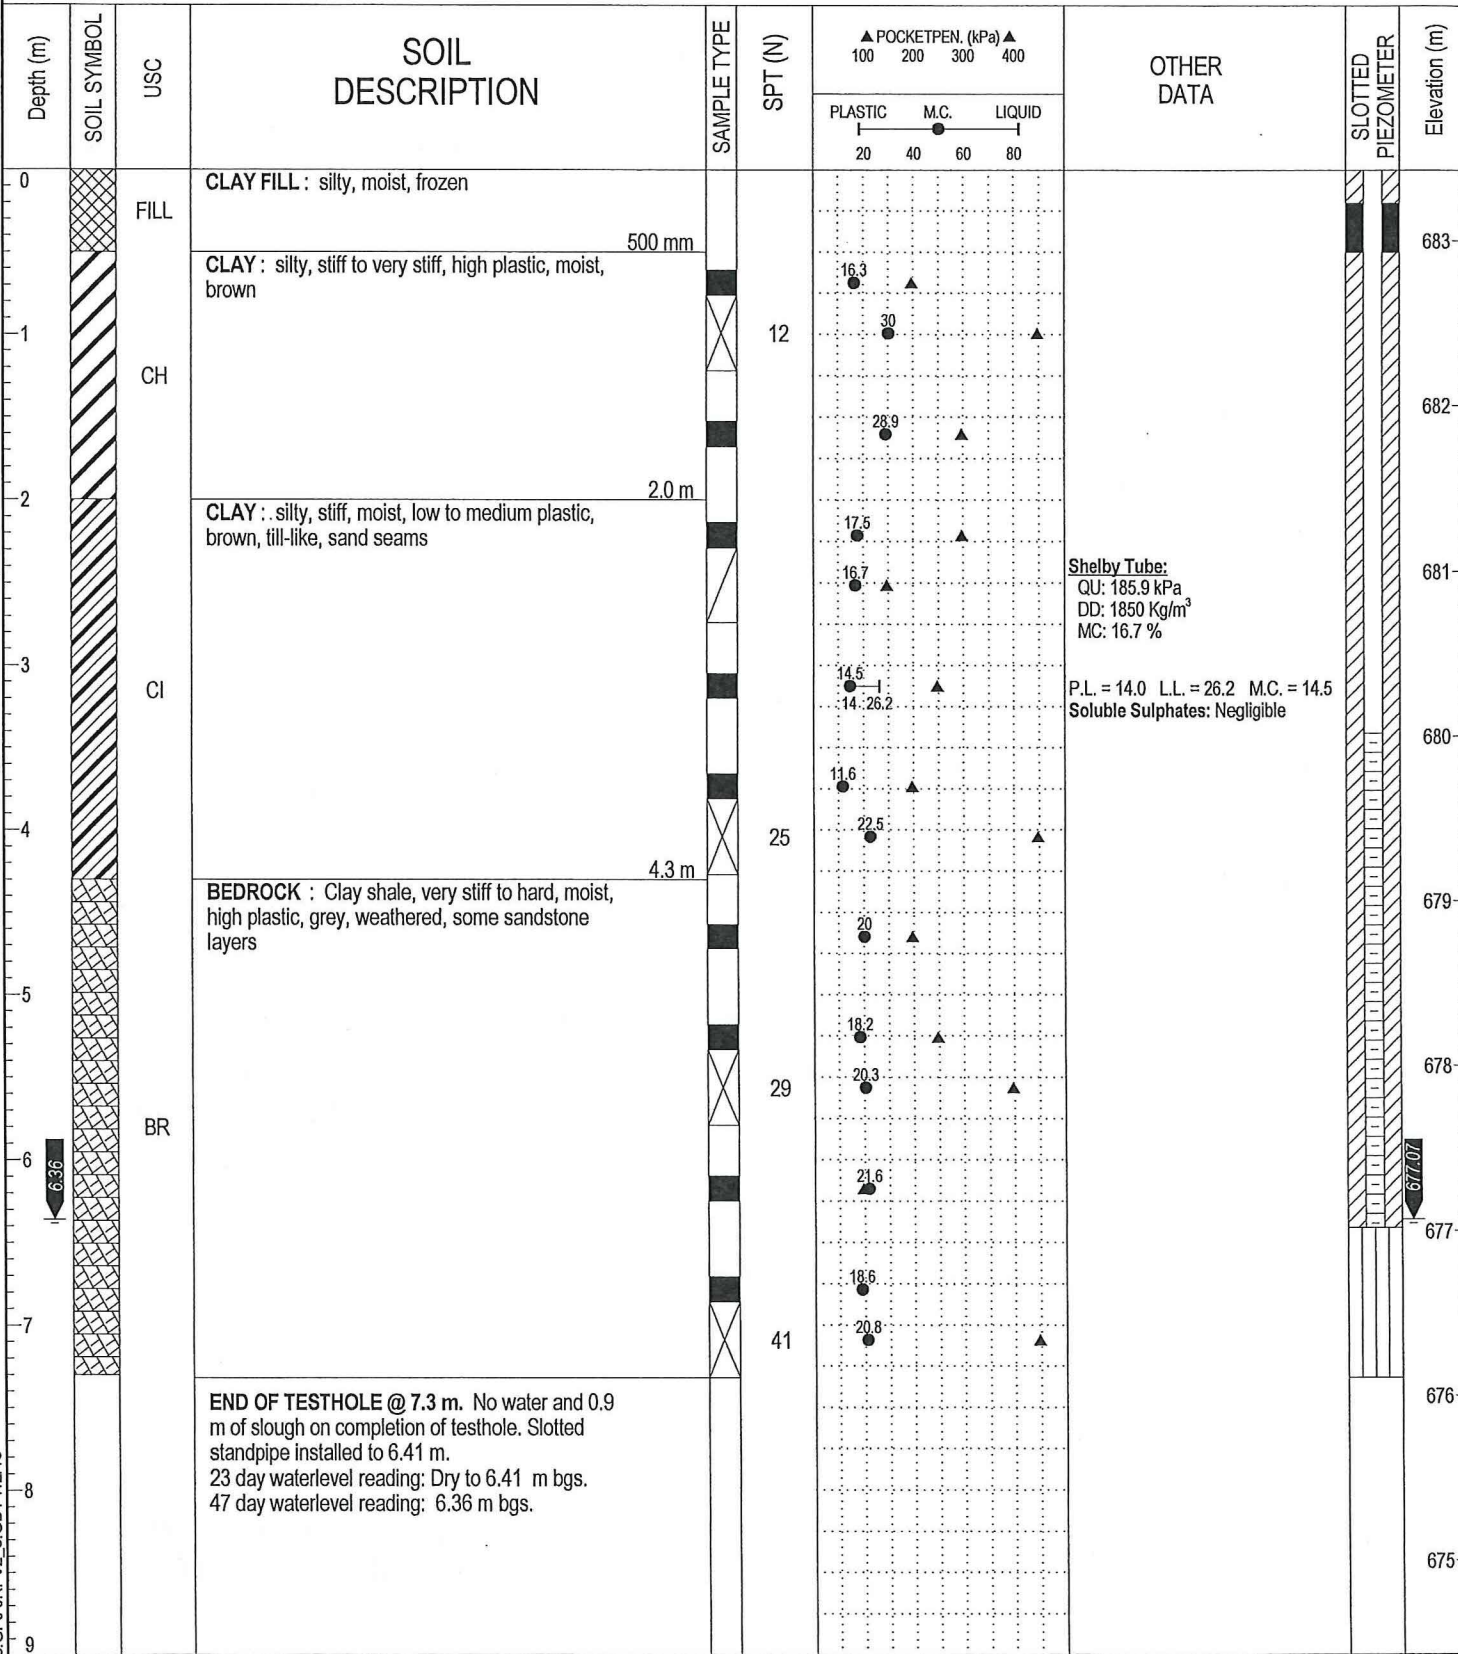 Depth (m)
SOIL SYMBOL
USC
SOIL
DESCRIPTION
SAMPLE TYPE
SPT (N)
▲ POCKETPEN. (kPa) ▲
100 200 300 400
PLASTIC M.C. LIQUID
20 40 60 80
OTHER
DATA
SLOTTED
PIEZOMETER
Elevation (m)
0
CLAY FILL : silty, moist, frozen
FILL
500 mm
683
CLAY : silty, stiff to very stiff, high plastic, moist,
brown
16.3
1
12
30
CH
682
28.9
2.0 m
2
CLAY : silty, stiff, moist, low to medium plastic,
brown, till-like, sand seams
17.5
16.7
Shelby Tube:
QU: 185.9 kPa
DD: 1850 Kg/m³
MC: 16.7 %
681
3
CI
14.5
14 26.2
P.L. = 14.0 L.L. = 26.2 M.C. = 14.5
Soluble Sulphates: Negligible
680
11.6
4
25
22.5
4.3 m
BEDROCK : Clay shale, very stiff to hard, moist,
high plastic, grey, weathered, some sandstone
layers
679
20
5
18.2
678
29
20.3
BR
6
6.36
21.6
677.07
677
18.6
7
41
20.8
676
END OF TESTHOLE @ 7.3 m. No water and 0.9
m of slough on completion of testhole. Slotted
standpipe installed to 6.41 m.
23 day waterlevel reading: Dry to 6.41 m bgs.
47 day waterlevel reading: 6.36 m bgs.
8
675
9